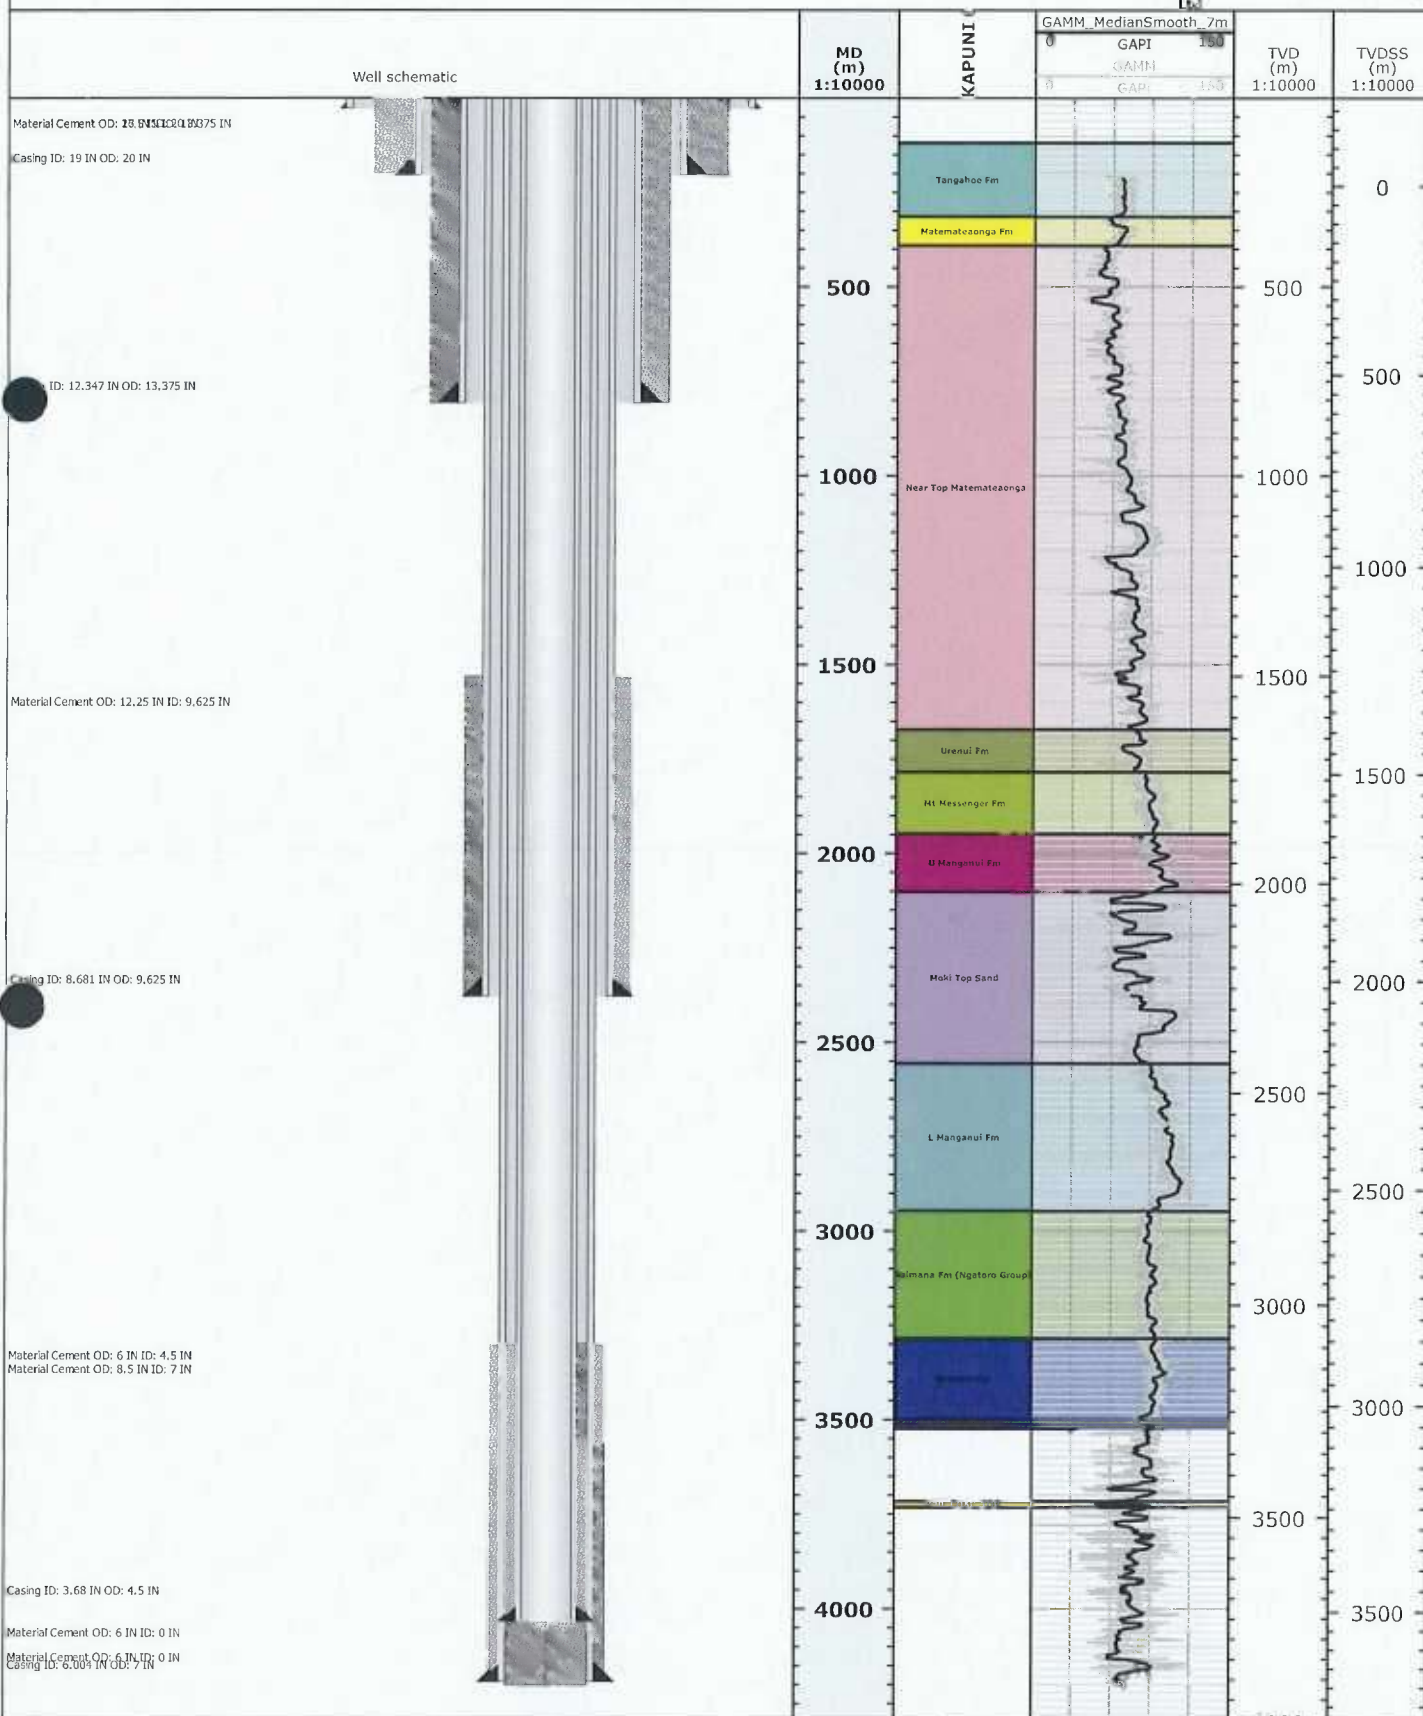 Well schematic
MD
(m)
1:10000
KAPUNI
GAMM_MedianSmooth_7m
0 GAPI 150
GAMM
0 GAPI 150
TVD
(m)
1:10000
TVDSS
(m)
1:10000
Material Cement OD:
Casing ID: 19 IN OD: 20 IN
ID: 12.347 IN OD: 13.375 IN
Material Cement OD: 12.25 IN ID: 9.625 IN
Casing ID: 8.681 IN OD: 9.625 IN
Material Cement OD: 6 IN ID: 4.5 IN
Material Cement OD: 8.5 IN ID: 7 IN
Casing ID: 3.68 IN OD: 4.5 IN
Material Cement OD: 6 IN ID: 0 IN
Material Cement OD: 6 IN ID: 0 IN
Casing ID: 6.004 IN OD: 7 IN
500
1000
1500
2000
2500
3000
3500
4000
Tangahoe Fm
Matemateaonga Fm
Near Top Matemateaonga
Urenui Fm
Mt Messenger Fm
U Manganui Fm
Moki Top Sand
L Manganui Fm
Fm (Ngatoro Group)
500
1000
1500
2000
2500
3000
3500
0
500
1000
1500
2000
2500
3000
3500